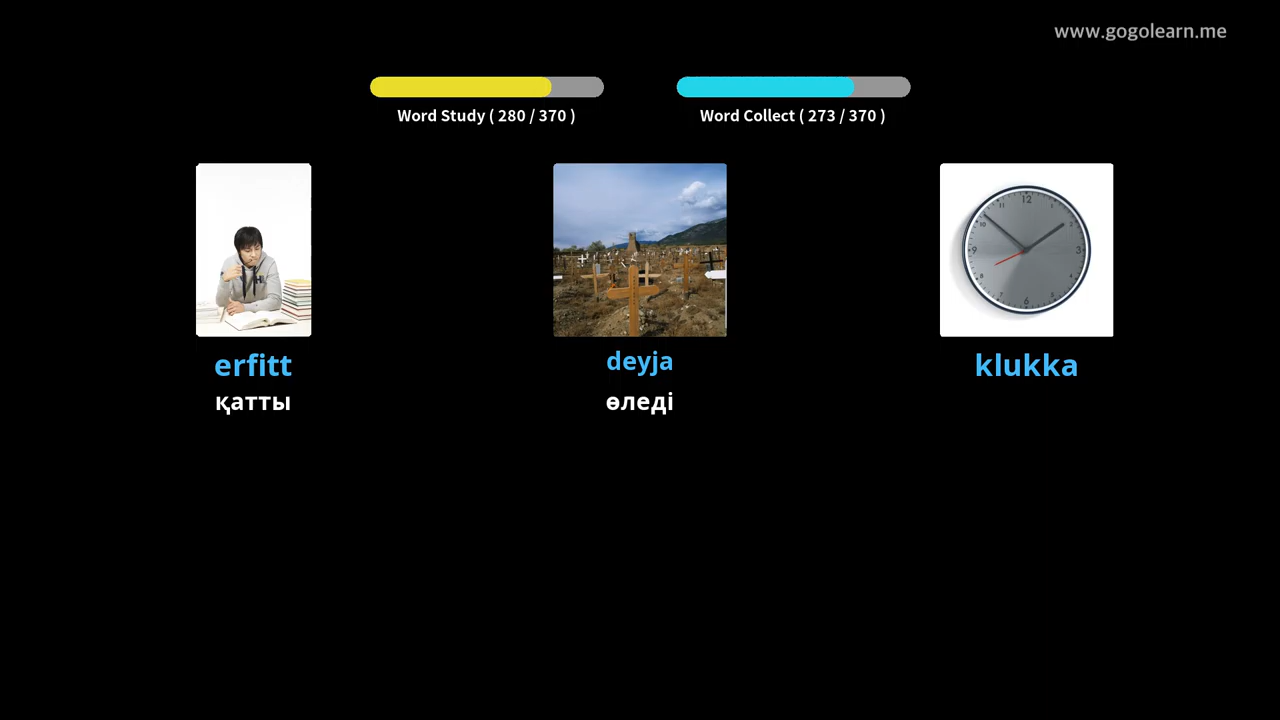 www.gogolearn.me
Word Study ( 280 / 370 )
Word Collect ( 273 / 370 )
erfitt
қатты
deyja
өледі
klukka